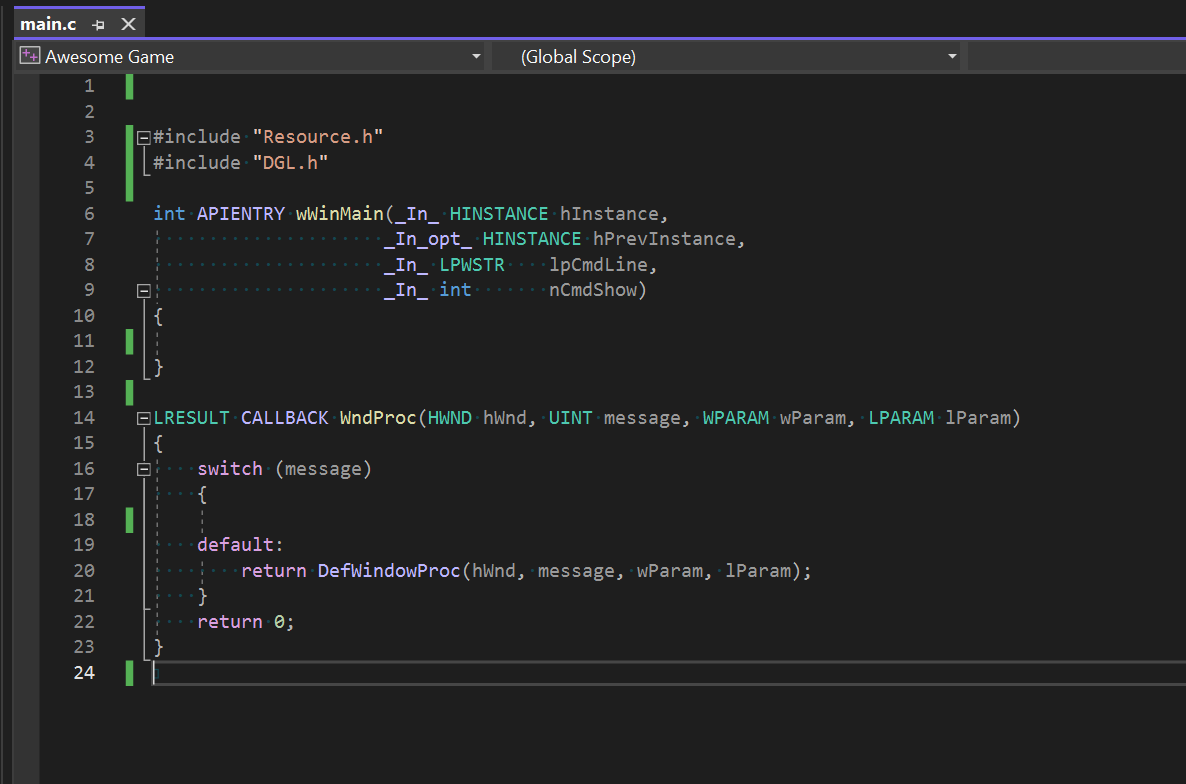 main.c
Awesome Game (Global Scope)
1
2
3 #include "Resource.h"
4 #include "DGL.h"
5
6 int APIENTRY wWinMain(_In_ HINSTANCE hInstance,
7 _In_opt_ HINSTANCE hPrevInstance,
8 _In_ LPWSTR lpCmdLine,
9 _In_ int nCmdShow)
10 {
11
12 }
13
14 LRESULT CALLBACK WndProc(HWND hWnd, UINT message, WPARAM wParam, LPARAM lParam)
15 {
16 switch (message)
17 {
18
19 default:
20 return DefWindowProc(hWnd, message, wParam, lParam);
21 }
22 return 0;
23 }
24